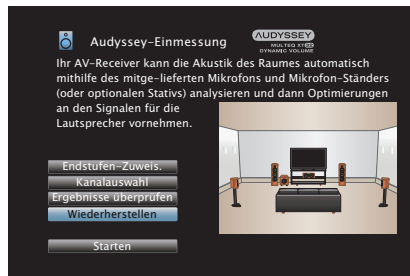 Audyssey-Einmessung
AUDYSSEY
MULTEQ XT32
DYNAMIC VOLUME
Ihr AV-Receiver kann die Akustik des Raumes automatisch
mithilfe des mitge-lieferten Mikrofons und Mikrofon-Ständers
(oder optionalen Stativs) analysieren und dann Optimierungen
an den Signalen für die
Lautsprecher vornehmen.
Endstufen-Zuweis.
Kanalauswahl
Ergebnisse überprüfen
Wiederherstellen
Starten